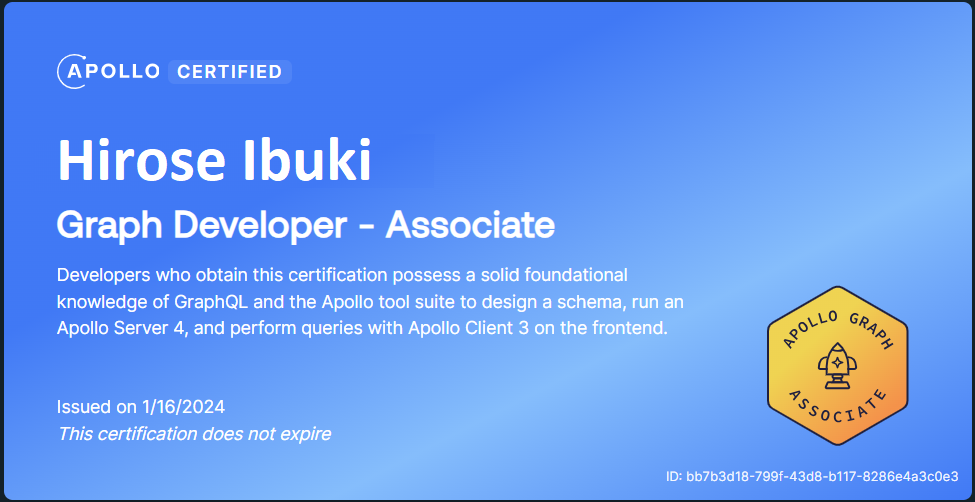 APOLLO CERTIFIED
Hirose Ibuki
Graph Developer - Associate
Developers who obtain this certification possess a solid foundational
knowledge of GraphQL and the Apollo tool suite to design a schema, run an
Apollo Server 4, and perform queries with Apollo Client 3 on the frontend.
APOLLO GRAPH
ASSOCIATE
Issued on 1/16/2024
This certification does not expire
ID: bb7b3d18-799f-43d8-b117-8286e4a3c0e3